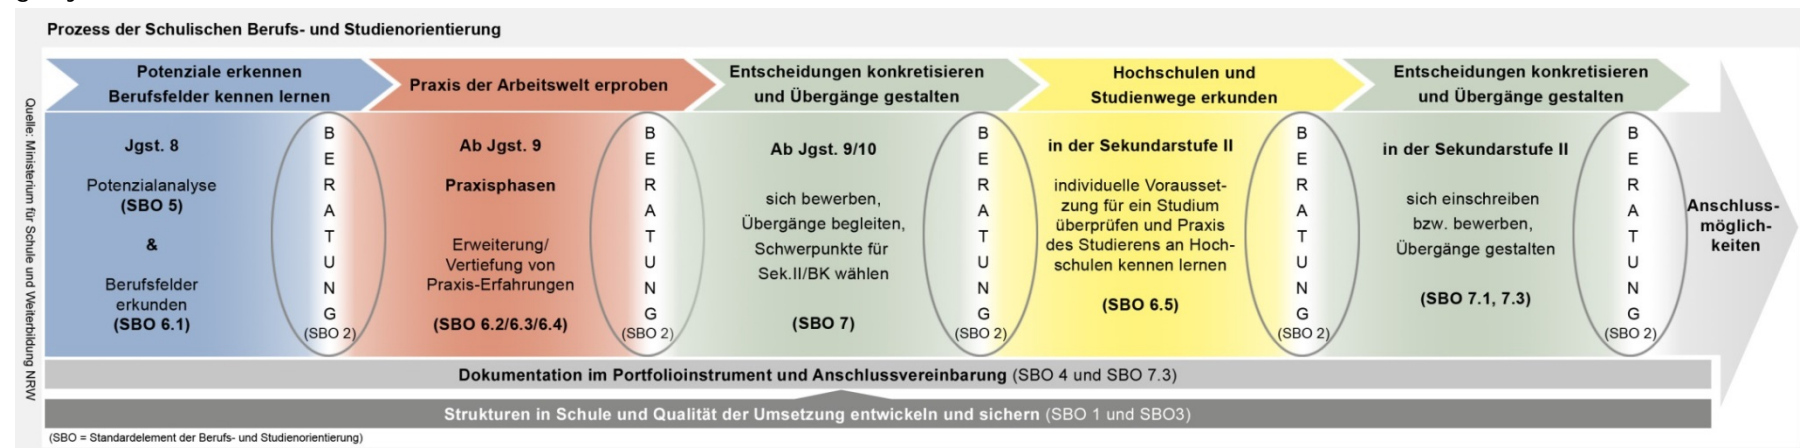 Prozess der Schulischen Berufs- und Studienorientierung
Potenziale erkennen
Berufsfelder kennen lernen
Praxis der Arbeitswelt erproben
Entscheidungen konkretisieren
und Übergänge gestalten
Hochschulen und
Studienwege erkunden
Entscheidungen konkretisieren
und Übergänge gestalten
Quelle: Ministerium für Schule und Weiterbildung NRW
Jgst. 8
Potenzialanalyse
(SBO 5)
&
Berufsfelder
erkunden
(SBO 6.1)
BERATUNG
(SBO 2)
Ab Jgst. 9
Praxisphasen
Erweiterung/
Vertiefung von
Praxis-Erfahrungen
(SBO 6.2/6.3/6.4)
BERATUNG
(SBO 2)
Ab Jgst. 9/10
sich bewerben,
Übergänge begleiten,
Schwerpunkte für
Sek.II/BK wählen
(SBO 7)
BERATUNG
(SBO 2)
in der Sekundarstufe II
individuelle Vorausset-
zung für ein Studium
überprüfen und Praxis
des Studierens an Hoch-
schulen kennen lernen
(SBO 6.5)
BERATUNG
(SBO 2)
in der Sekundarstufe II
sich einschreiben
bzw. bewerben,
Übergänge gestalten
(SBO 7.1, 7.3)
BERATUNG
(SBO 2)
Anschluss-
möglich-
keiten
Dokumentation im Portfolioinstrument und Anschlussvereinbarung (SBO 4 und SBO 7.3)
Strukturen in Schule und Qualität der Umsetzung entwickeln und sichern (SBO 1 und SBO3)
(SBO = Standardelement der Berufs- und Studienorientierung)